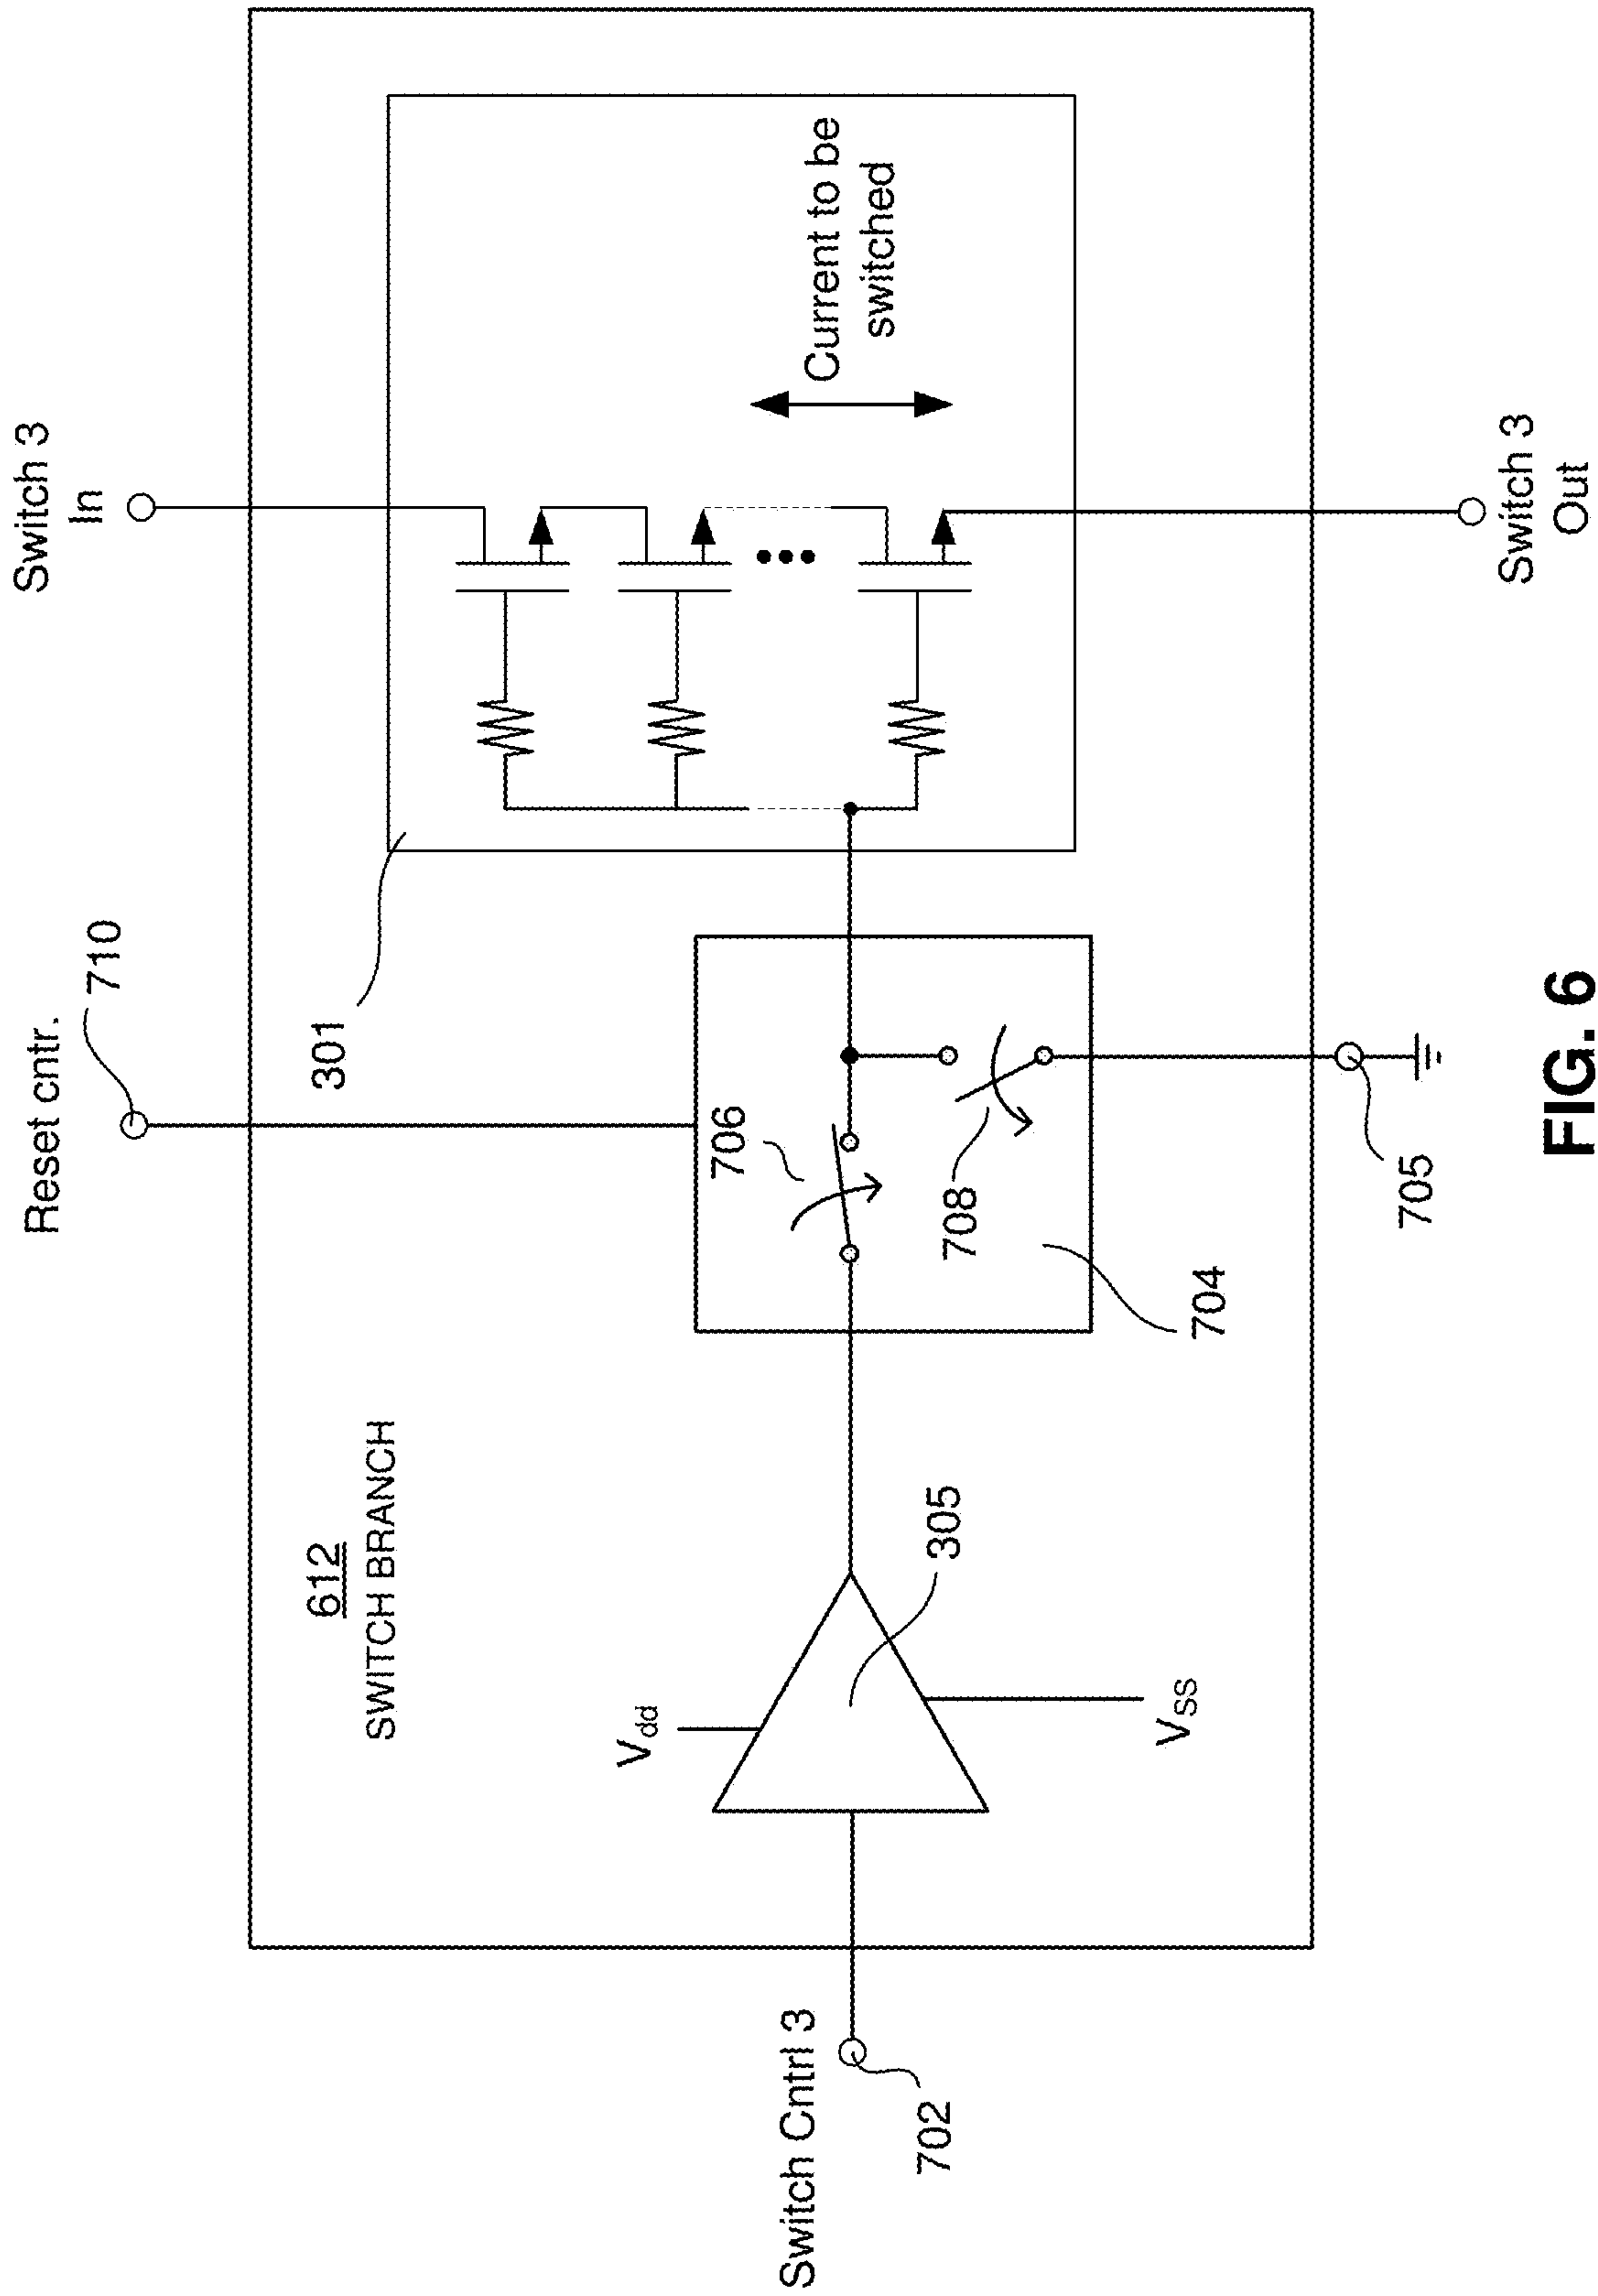 Switch 3
In
Reset cntr.
710
301
Current to be
switched
706
708
704
705
612
SWITCH BRANCH
Vdd
305
VSS
Switch Cntrl 3
702
Switch 3
Out
FIG. 6